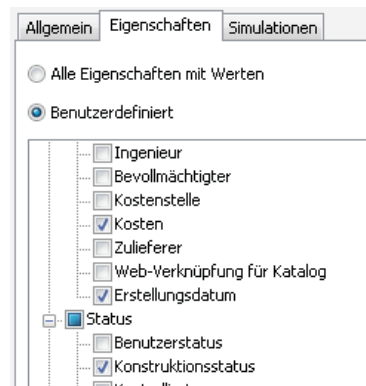 Allgemein Eigenschaften Simulationen
Alle Eigenschaften mit Werten
Benutzerdefiniert
Ingenieur
Bevollmächtigter
Kostenstelle
Kosten
Zulieferer
Web-Verknüpfung für Katalog
Erstellungsdatum
Status
Benutzerstatus
Konstruktionsstatus